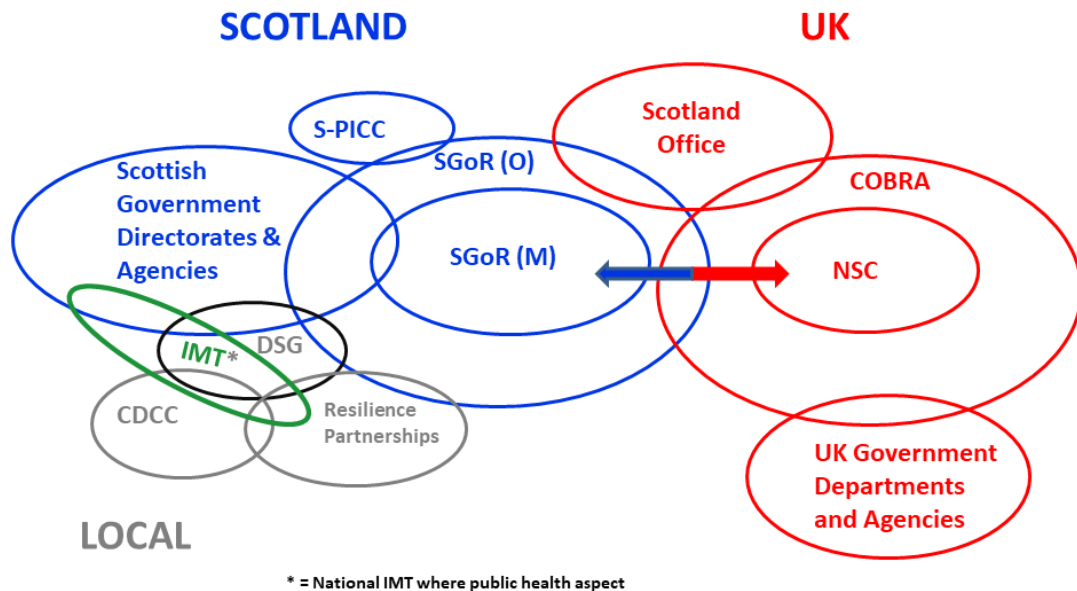 SCOTLAND
UK
S-PICC
Scottish
Government
Directorates &
Agencies
SGoR (O)
SGoR (M)
Scotland
Office
COBRA
NSC
IMT*
DSG
CDCC
Resilience
Partnerships
UK Government
Departments
and Agencies
LOCAL
* = National IMT where public health aspect